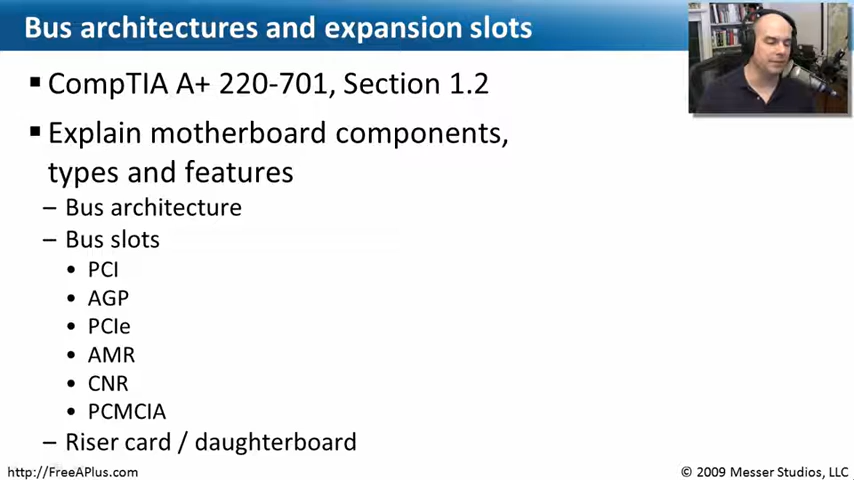 Bus architectures and expansion slots
▪ CompTIA A+ 220-701, Section 1.2
▪ Explain motherboard components,
types and features
– Bus architecture
– Bus slots
• PCI
• AGP
• PCIe
• AMR
• CNR
• PCMCIA
– Riser card / daughterboard
http://FreeAPlus.com
© 2009 Messer Studios, LLC